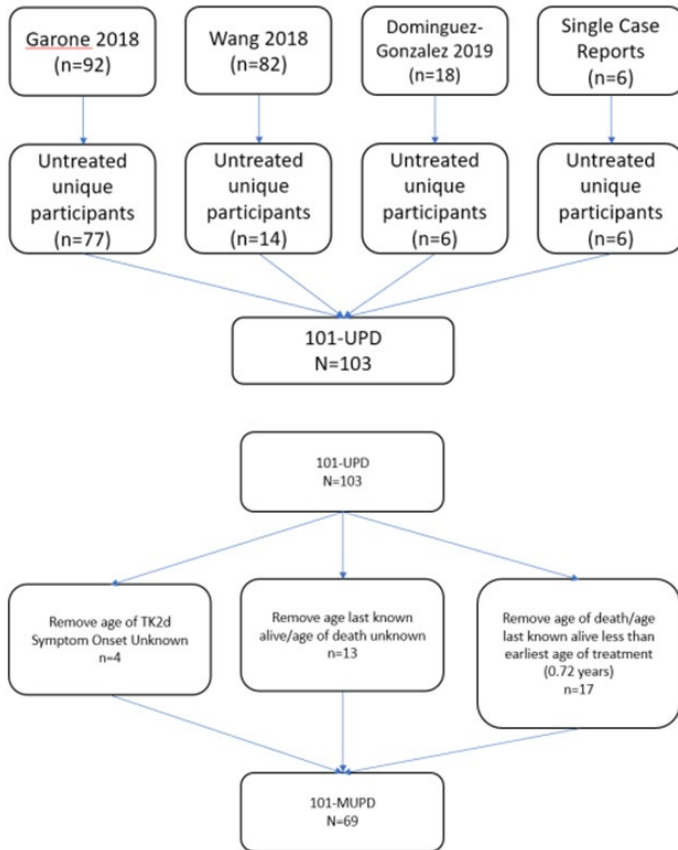 Garone 2018
(n=92)
Wang 2018
(n=82)
Dominguez-
Gonzalez 2019
(n=18)
Single Case
Reports
(n=6)
Untreated
unique
participants
(n=77)
Untreated
unique
participants
(n=14)
Untreated
unique
participants
(n=6)
Untreated
unique
participants
(n=6)
101-UPD
N=103
101-UPD
N=103
Remove age of TK2d
Symptom Onset Unknown
n=4
Remove age last known
alive/age of death unknown
n=13
Remove age of death/age
last known alive less than
earliest age of treatment
(0.72 years)
n=17
101-MUPD
N=69